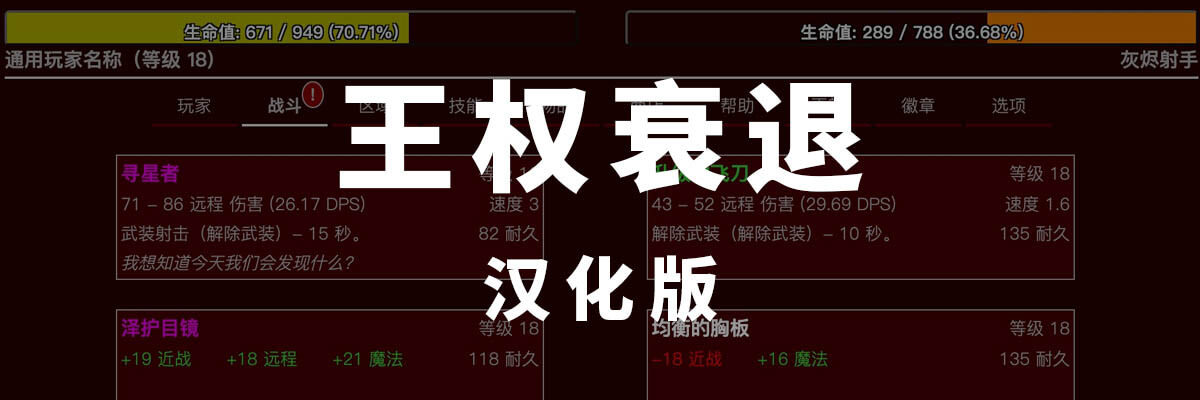 生命值: 671 / 949 (70.71%)
生命值: 289 / 788 (36.68%)
通用玩家名称（等级 18）
灰烬射手
玩家 战斗 ! 区域 技能 帮助 徽章 选项
王权衰退
寻星者
飞刀 等级 18
71 - 86 远程 伤害 (26.17 DPS) 速度 3
43 - 52 远程 伤害 (29.69 DPS) 速度 1.6
武装射击（解除武装）- 15 秒。 82 耐久
解除武装（解除武装）- 10 秒。 135 耐久
我想知道今天我们会发现什么？
汉化版
泽护目镜 等级 18
均衡的胸板 等级 18
+19 近战 +18 远程 +21 魔法 118 耐久
-18 近战 +16 魔法 135 耐久